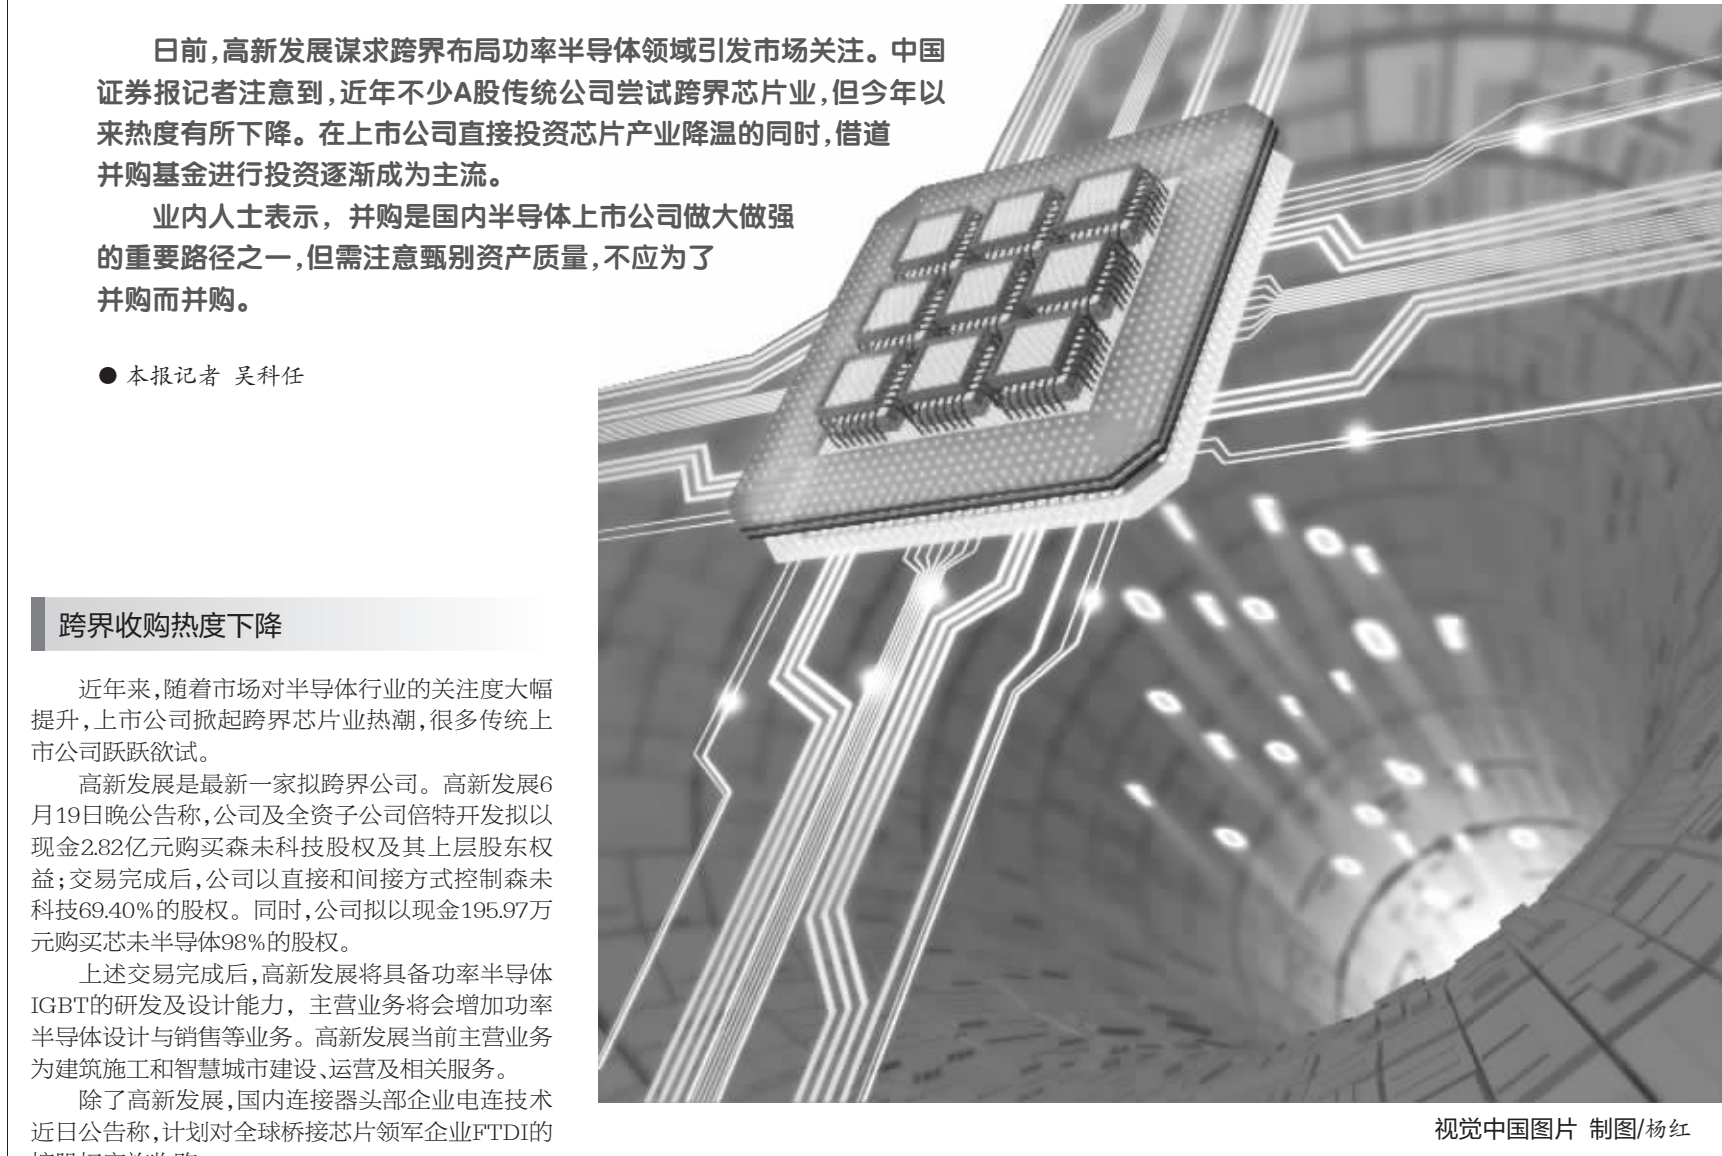 日前，高新发展谋求跨界布局功率半导体领域引发市场关注。中国
证券报记者注意到，近年不少A股传统公司尝试跨界芯片业，但今年以
来热度有所下降。在上市公司直接投资芯片产业降温的同时，借道
并购基金进行投资逐渐成为主流。
业内人士表示，并购是国内半导体上市公司做大做强
的重要路径之一，但需注意甄别资产质量，不应为了
并购而并购。
● 本报记者 吴科任
跨界收购热度下降
近年来，随着市场对半导体行业的关注度大幅
提升，上市公司掀起跨界芯片业热潮，很多传统上
市公司跃跃欲试。
高新发展是最新一家拟跨界公司。高新发展6
月19日晚公告称，公司及全资子公司倍特开发拟以
现金2.82亿元购买森未科技股权及其上层股东权
益；交易完成后，公司以直接和间接方式控制森未
科技69.40%的股权。同时，公司拟以现金195.97万
元购买芯未半导体98%的股权。
上述交易完成后，高新发展将具备功率半导体
IGBT的研发及设计能力，主营业务将会增加功率
半导体设计与销售等业务。高新发展当前主营业务
为建筑施工和智慧城市建设、运营及相关服务。
除了高新发展，国内连接器头部企业电连技术
近日公告称，计划对全球桥接芯片领军企业FTDI的
视觉中国图片 制图/杨红